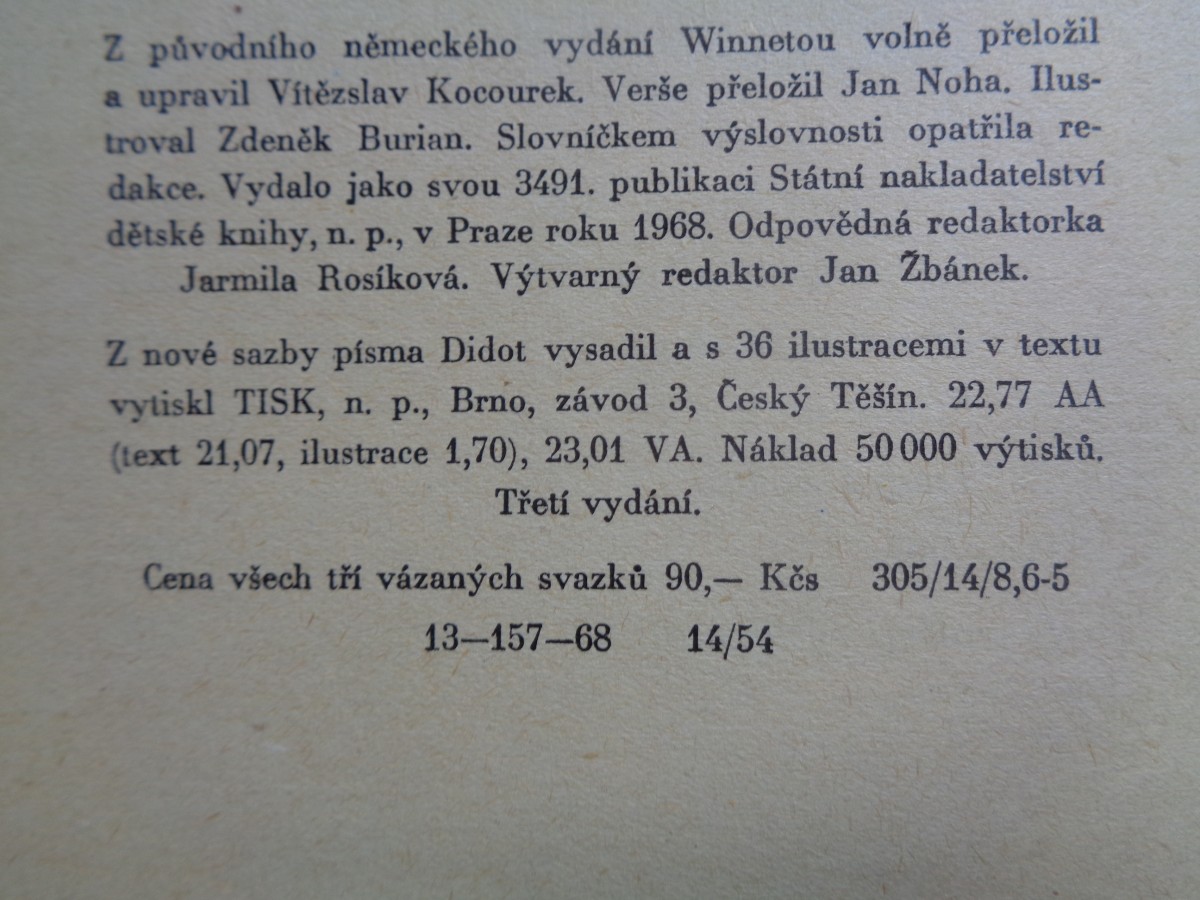 Z původního německého vydání Winnetou volně přeložil
a upravil Vítězslav Kocourek. Verše přeložil Jan Noha. Ilus-
troval Zdeněk Burian. Slovníčkem výslovnosti opatřila re-
dakce. Vydalo jako svou 3491. publikaci Státní nakladatelství
dětské knihy, n. p., v Praze roku 1968. Odpovědná redaktorka
Jarmila Rosíková. Výtvarný redaktor Jan Žbánek.
Z nové sazby písma Didot vysadil a s 36 ilustracemi v textu
vytiskl TISK, n. p., Brno, závod 3, Český Těšín. 22,77 AA
(text 21,07, ilustrace 1,70), 23,01 VA. Náklad 50 000 výtisků.
Třetí vydání.
Cena všech tří vázaných svazků 90,— Kčs 305/14/8,6-5
13—157—68 14/54